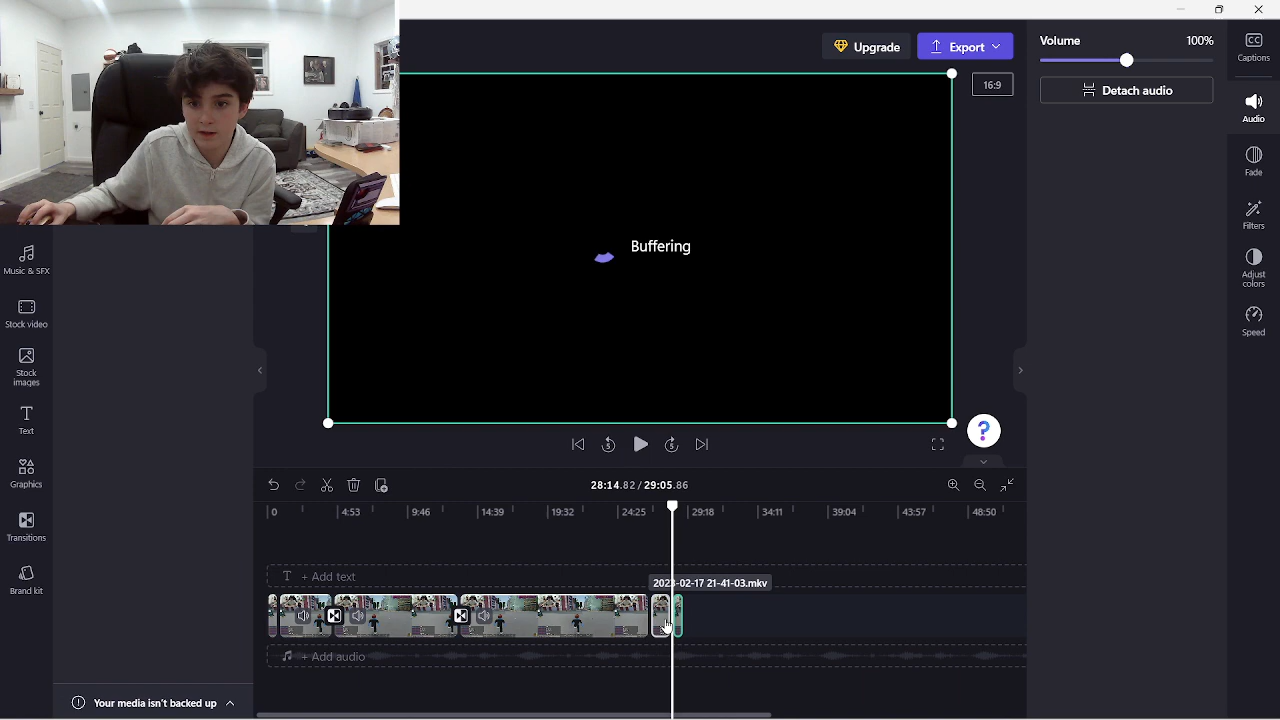 Upgrade
Export
Volume
100%
Captions
16:9
Detach audio
Audio
Fade
Filters
Adjust
colors
Speed
Buffering
Music & SFX
Stock video
Stock
images
Text
Graphics
Transitions
Brand kit
5
5
?
28:14.82 / 29:05.86
0
4:53
9:46
14:39
19:32
24:25
29:18
34:11
39:04
43:57
48:50
T + Add text
2023-02-17 21-41-03.mkv
+ Add audio
Your media isn't backed up